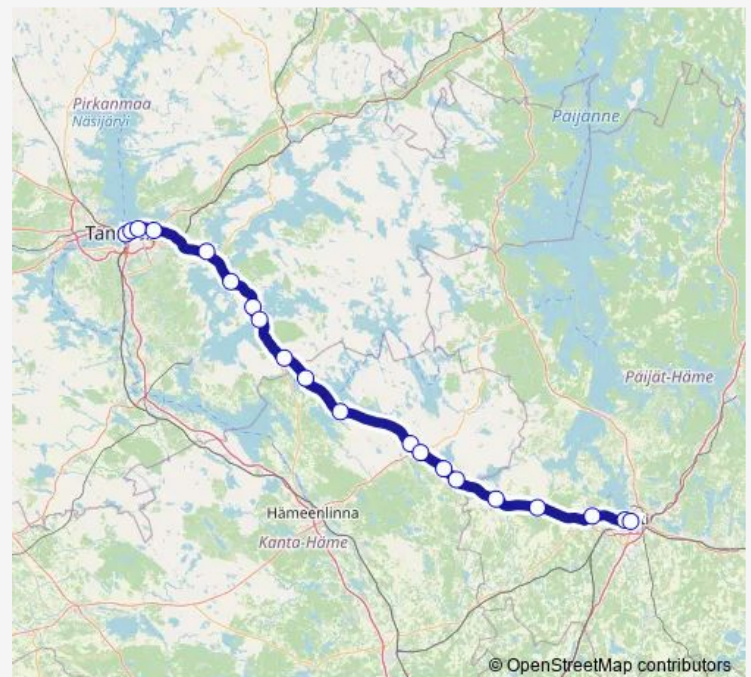 Pirkanmaa
Näsijärvi
Päijänne
Tan
Päijät-Häme
Hämeenlinna
Kanta-Häme
© OpenStreetMap contributors